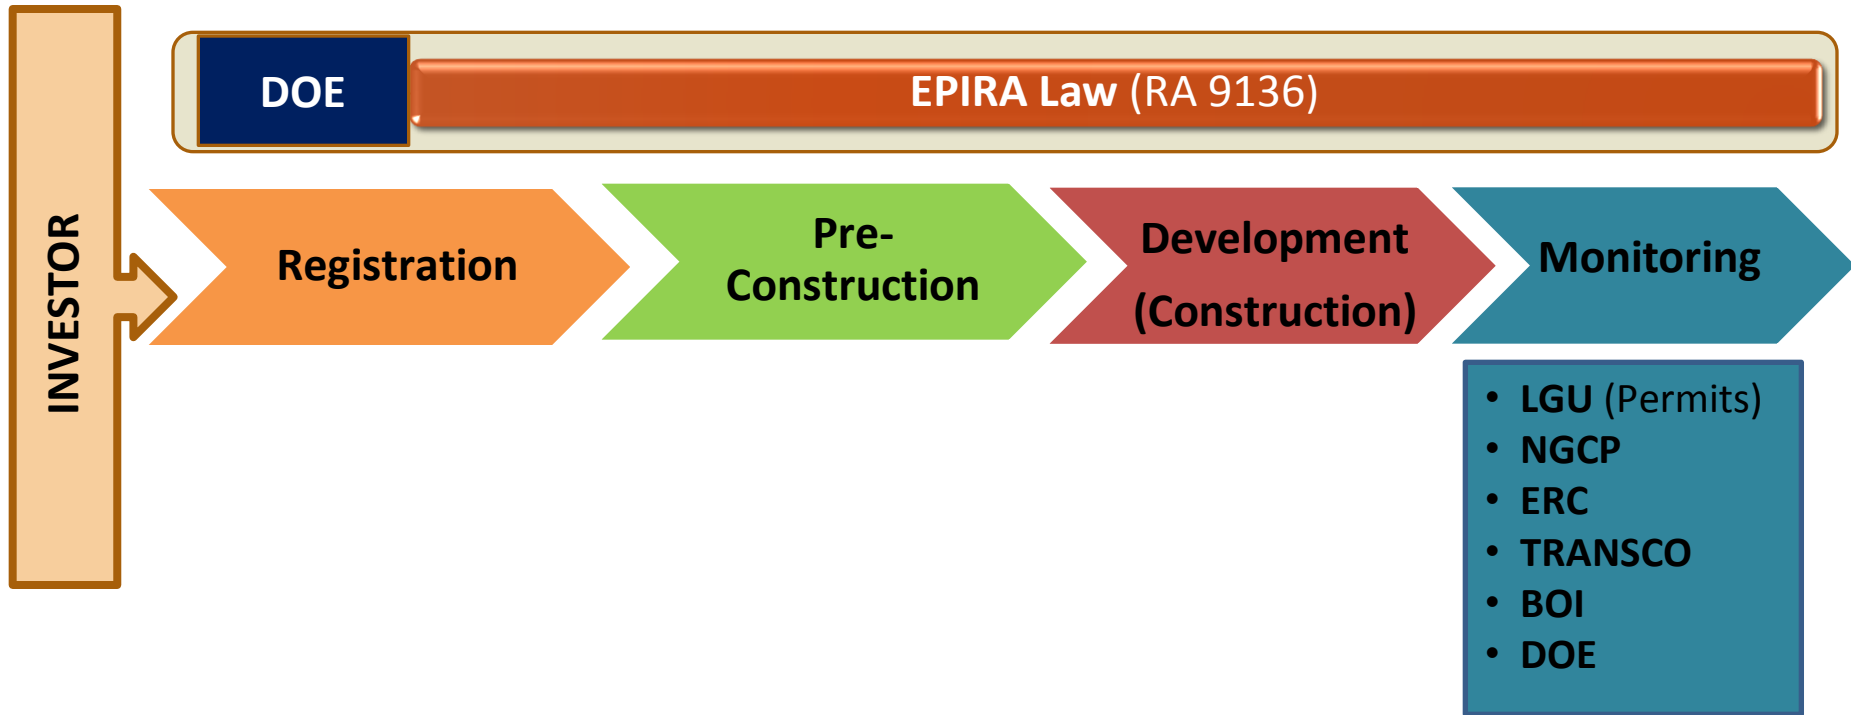 INVESTOR
DOE
EPIRA Law (RA 9136)
Registration
Pre-
Construction
Development
(Construction)
Monitoring
• LGU (Permits)
• NGCP
• ERC
• TRANSCO
• BOI
• DOE